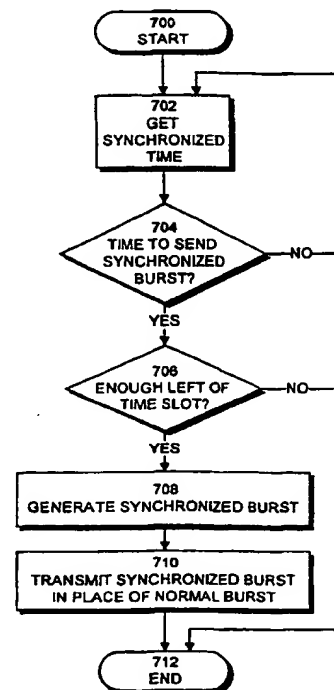 700
START
702
GET
SYNCHRONIZED
TIME
704
TIME TO SEND
SYNCHRONIZED
BURST?
NO
YES
706
ENOUGH LEFT OF
TIME SLOT?
NO
YES
708
GENERATE SYNCHRONIZED BURST
710
TRANSMIT SYNCHRONIZED BURST
IN PLACE OF NORMAL BURST
712
END